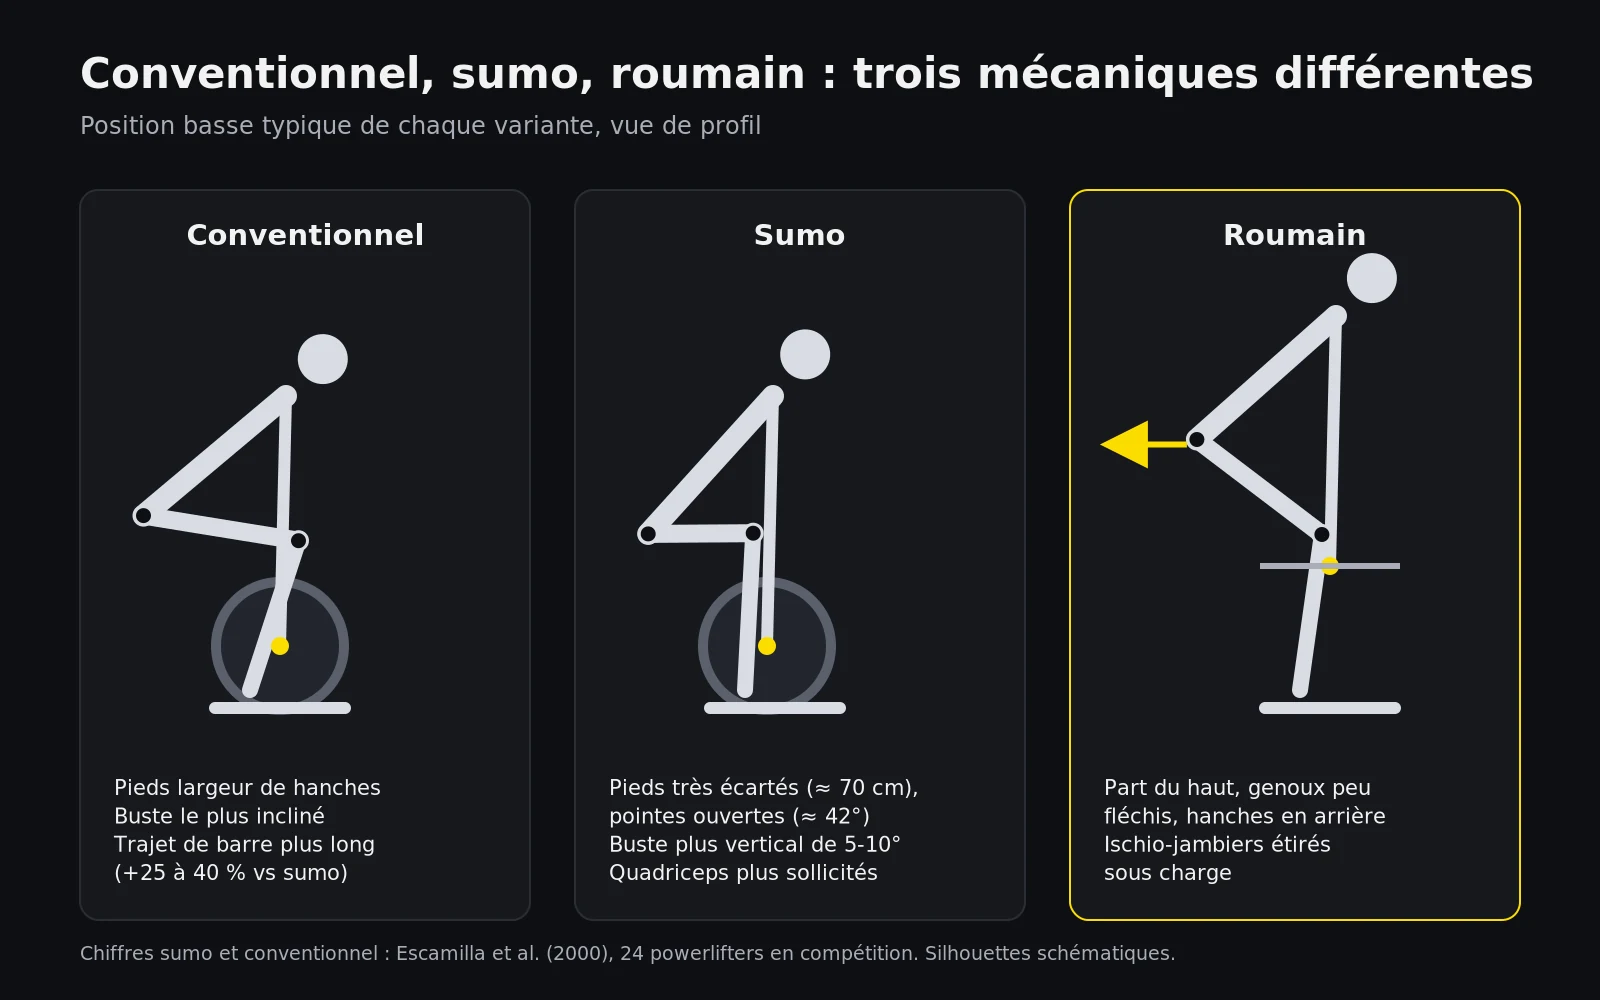 Conventionnel, sumo, roumain : trois mécaniques différentes
Position basse typique de chaque variante, vue de profil
Conventionnel
Pieds largeur de hanches
Buste le plus incliné
Trajet de barre plus long
(+25 à 40 % vs sumo)
Sumo
Pieds très écartés (≈ 70 cm),
pointes ouvertes (≈ 42°)
Buste plus vertical de 5-10°
Quadriceps plus sollicités
Roumain
Part du haut, genoux peu
fléchis, hanches en arrière
Ischio-jambiers étirés
sous charge
Chiffres sumo et conventionnel : Escamilla et al. (2000), 24 powerlifters en compétition. Silhouettes schématiques.